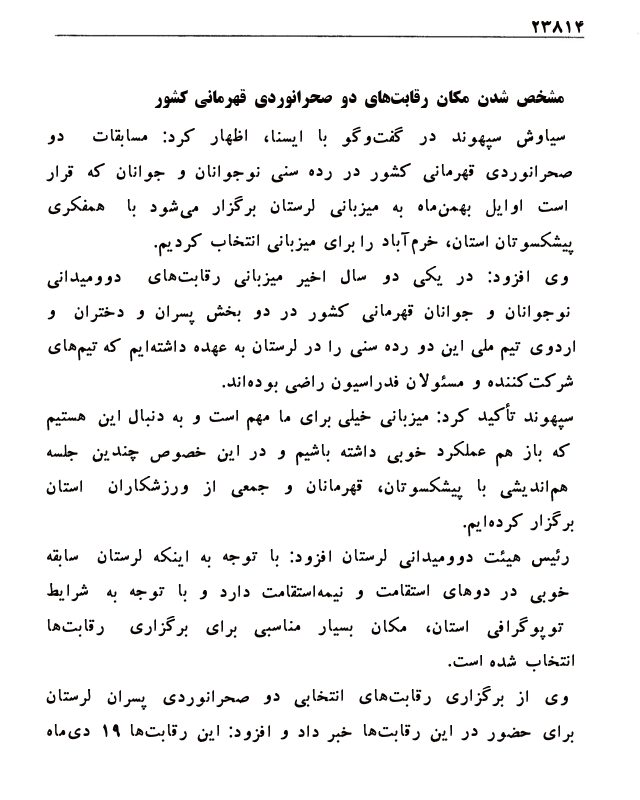 ۲۳۸۱۴
مشخص شدن مکان رقابت‌های دو صحرانوردی قهرمانی کشور
سیاوش سپهوند در گفت‌وگو با ایسنا، اظهار کرد: مسابقات دو
صحرانوردی قهرمانی کشور در رده سنی نوجوانان و جوانان که قرار
است اوایل بهمن‌ماه به میزبانی لرستان برگزار می‌شود با همفکری
پیشکسوتان استان، خرم‌آباد را برای میزبانی انتخاب کردیم.
وی افزود: در یکی دو سال اخیر میزبانی رقابت‌های دوومیدانی
نوجوانان و جوانان قهرمانی کشور در دو بخش پسران و دختران و
اردوی تیم ملی این دو رده سنی را در لرستان به عهده داشته‌ایم که تیم‌های
شرکت‌کننده و مسئولان فدراسیون راضی بوده‌اند.
سپهوند تأکید کرد: میزبانی خیلی برای ما مهم است و به دنبال این هستیم
که باز هم عملکرد خوبی داشته باشیم و در این خصوص چندین جلسه
هم‌اندیشی با پیشکسوتان، قهرمانان و جمعی از ورزشکاران استان
برگزار کرده‌ایم.
رئیس هیئت دوومیدانی لرستان افزود: با توجه به اینکه لرستان سابقه
خوبی در دوهای استقامت و نیمه‌استقامت دارد و با توجه به شرایط
توپوگرافی استان، مکان بسیار مناسبی برای برگزاری رقابت‌ها
انتخاب شده است.
وی از برگزاری رقابت‌های انتخابی دو صحرانوردی پسران لرستان
برای حضور در این رقابت‌ها خبر داد و افزود: این رقابت‌ها ۱۹ دی‌ماه